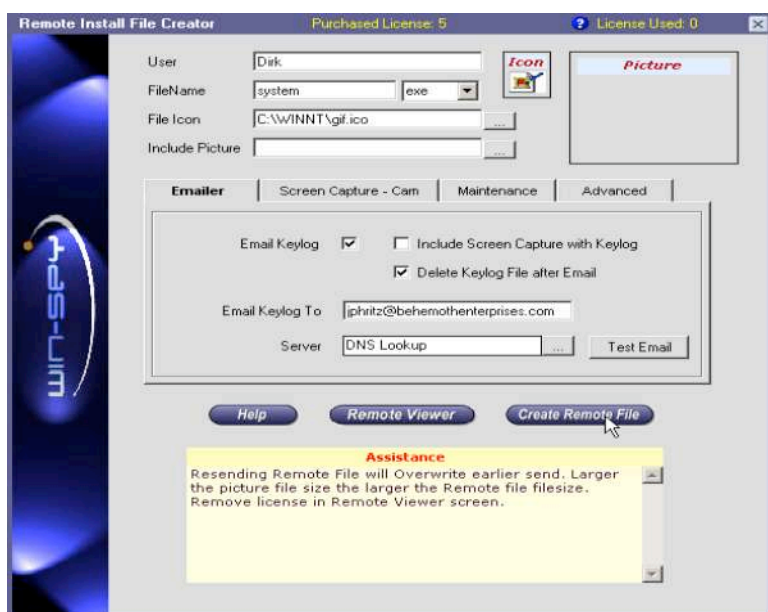 Remote Install File Creator Purchased License: 5 ? License Used: 0
User Dirk
Icon
Picture
FileName system exe
File Icon C:\WINNT\gif.ico ...
Include Picture ...
Emailer Screen Capture - Cam Maintenance Advanced
Email Keylog Include Screen Capture with Keylog
Delete Keylog File after Email
Email Keylog To jphritz@behemothenterprises.com
Server DNS Lookup ... Test Email
Help Remote Viewer Create Remote File
Assistance
Resending Remote File will Overwrite earlier send. Larger
the picture file size the larger the Remote file filesize.
Remove license in Remote Viewer screen.
win-spy